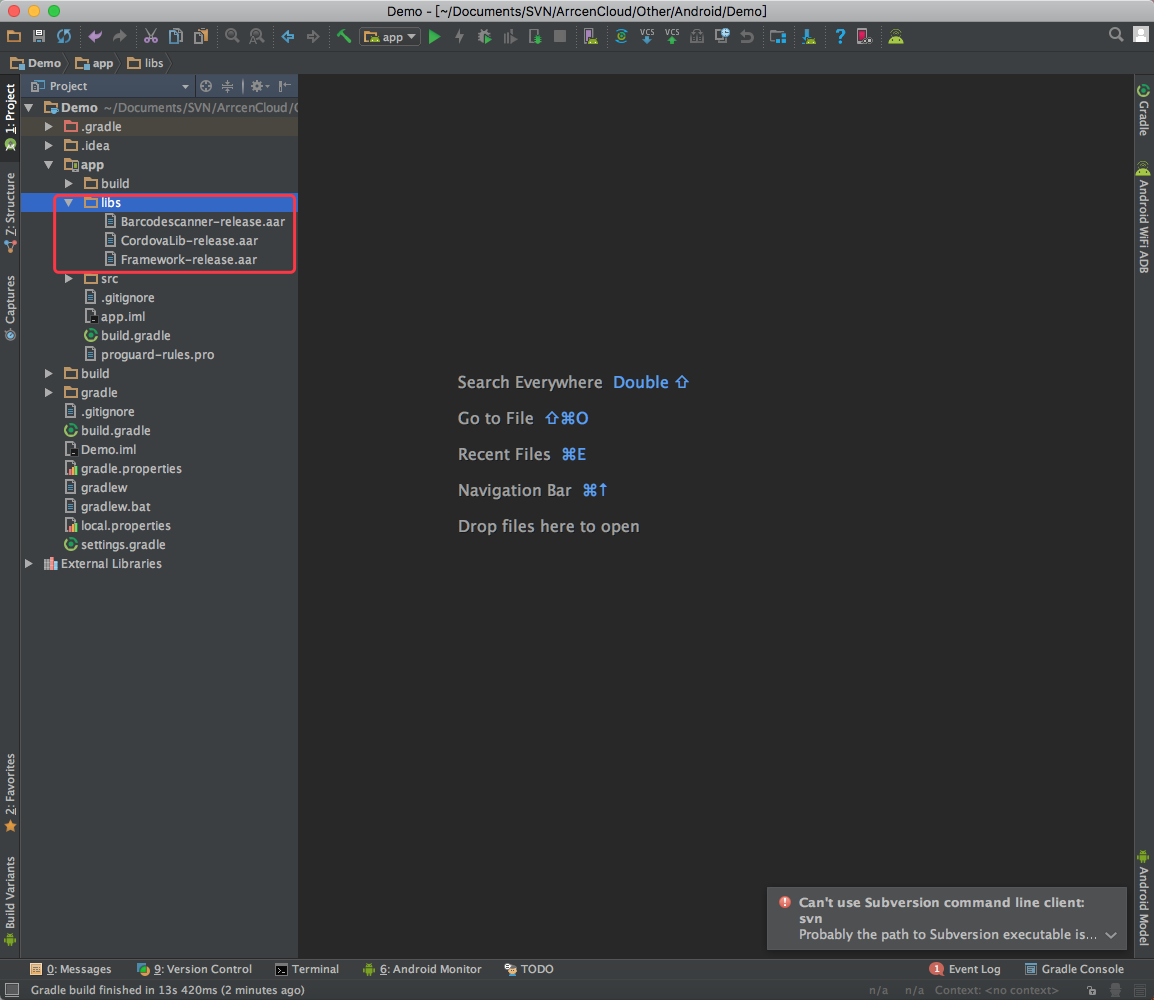 Demo - [~/Documents/SVN/ArrcenCloud/Other/Android/Demo]
app
VCS
VCS
?
Demo
app
libs
Project
Demo ~/Documents/SVN/ArrcenCloud/
.gradle
.idea
app
build
libs
Barcodescanner-release.aar
CordovaLib-release.aar
Framework-release.aar
src
.gitignore
app.iml
build.gradle
proguard-rules.pro
build
gradle
.gitignore
build.gradle
Demo.iml
gradle.properties
gradlew
gradlew.bat
local.properties
settings.gradle
External Libraries
1: Project
Z: Structure
Captures
2: Favorites
Build Variants
Search Everywhere Double ⇧
Go to File ⇧⌘O
Recent Files ⌘E
Navigation Bar ⌘↑
Drop files here to open
Gradle
Android WiFi ADB
Android Model
Can't use Subversion command line client:
svn
Probably the path to Subversion executable is...
0: Messages
9: Version Control
Terminal
6: Android Monitor
TODO
1 Event Log
Gradle Console
Gradle build finished in 13s 420ms (2 minutes ago)
n/a
n/a
Context: <no context>